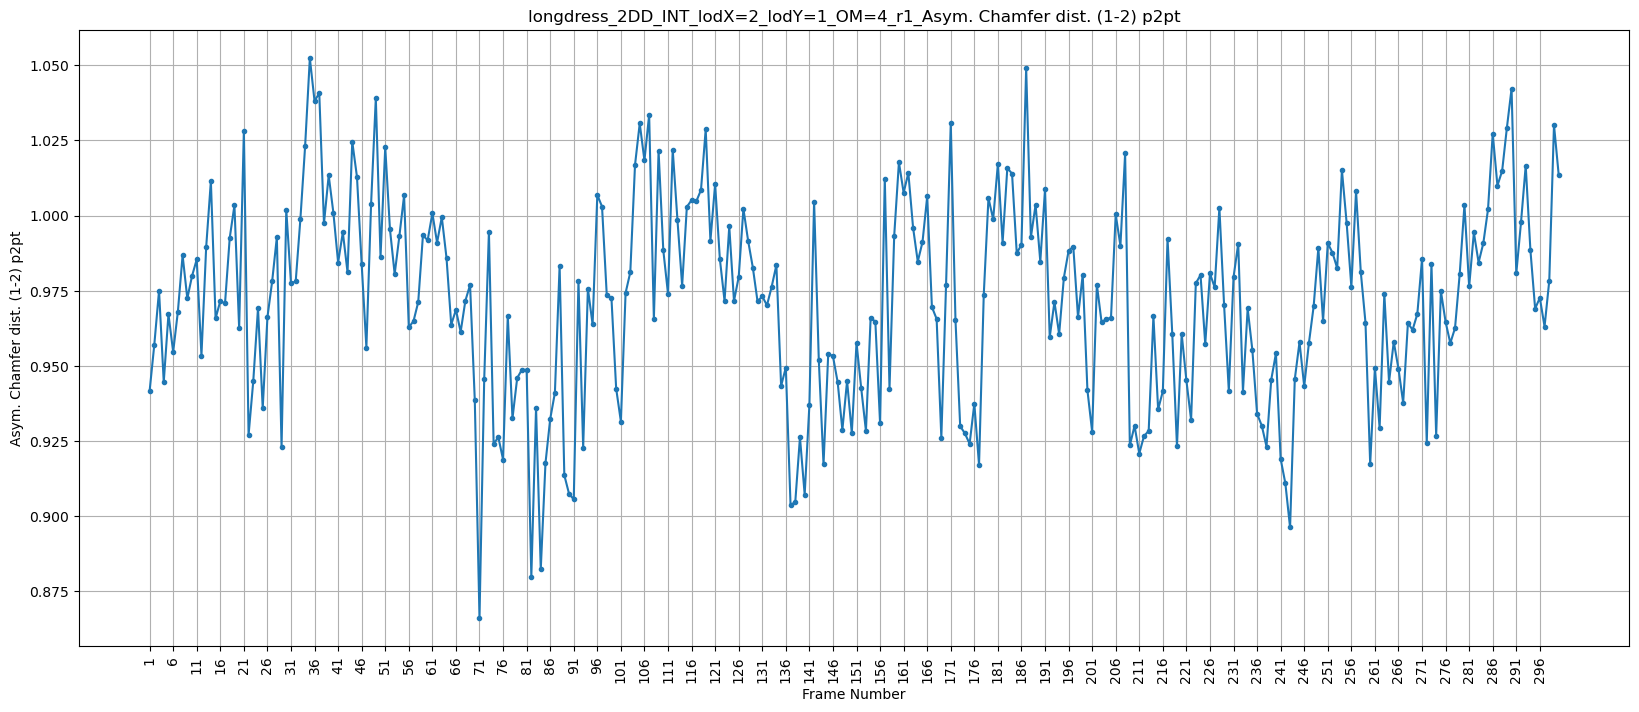 longdress_2DD_INT_lodX=2_lodY=1_OM=4_r1_Asym. Chamfer dist. (1-2) p2pt
Asym. Chamfer dist. (1-2) p2pt
1.050
1.025
1.000
0.975
0.950
0.925
0.900
0.875
1 6 11 16 21 26 31 36 41 46 51 56 61 66 71 76 81 86 91 96 101 106 111 116 121 126 131 136 141 146 151 156 161 166 171 176 181 186 191 196 201 206 211 216 221 226 231 236 241 246 251 256 261 266 271 276 281 286 291 296
Frame Number